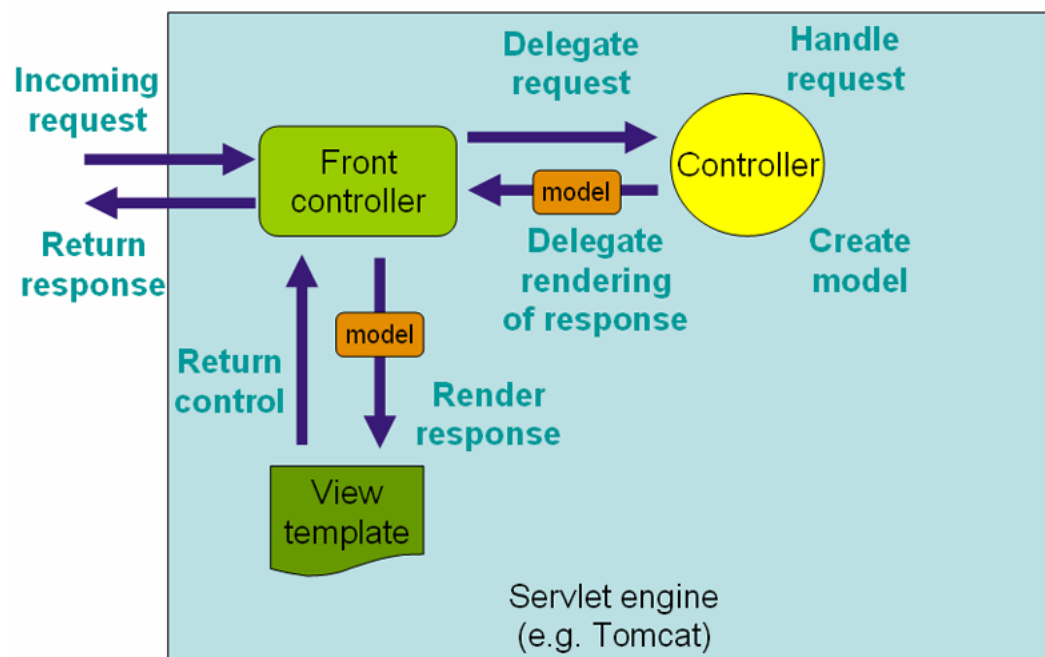 Incoming
request
Return
response
Front
controller
Delegate
request
Handle
request
Controller
model
Delegate
rendering
of response
Create
model
model
Return
control
Render
response
View
template
Servlet engine
(e.g. Tomcat)